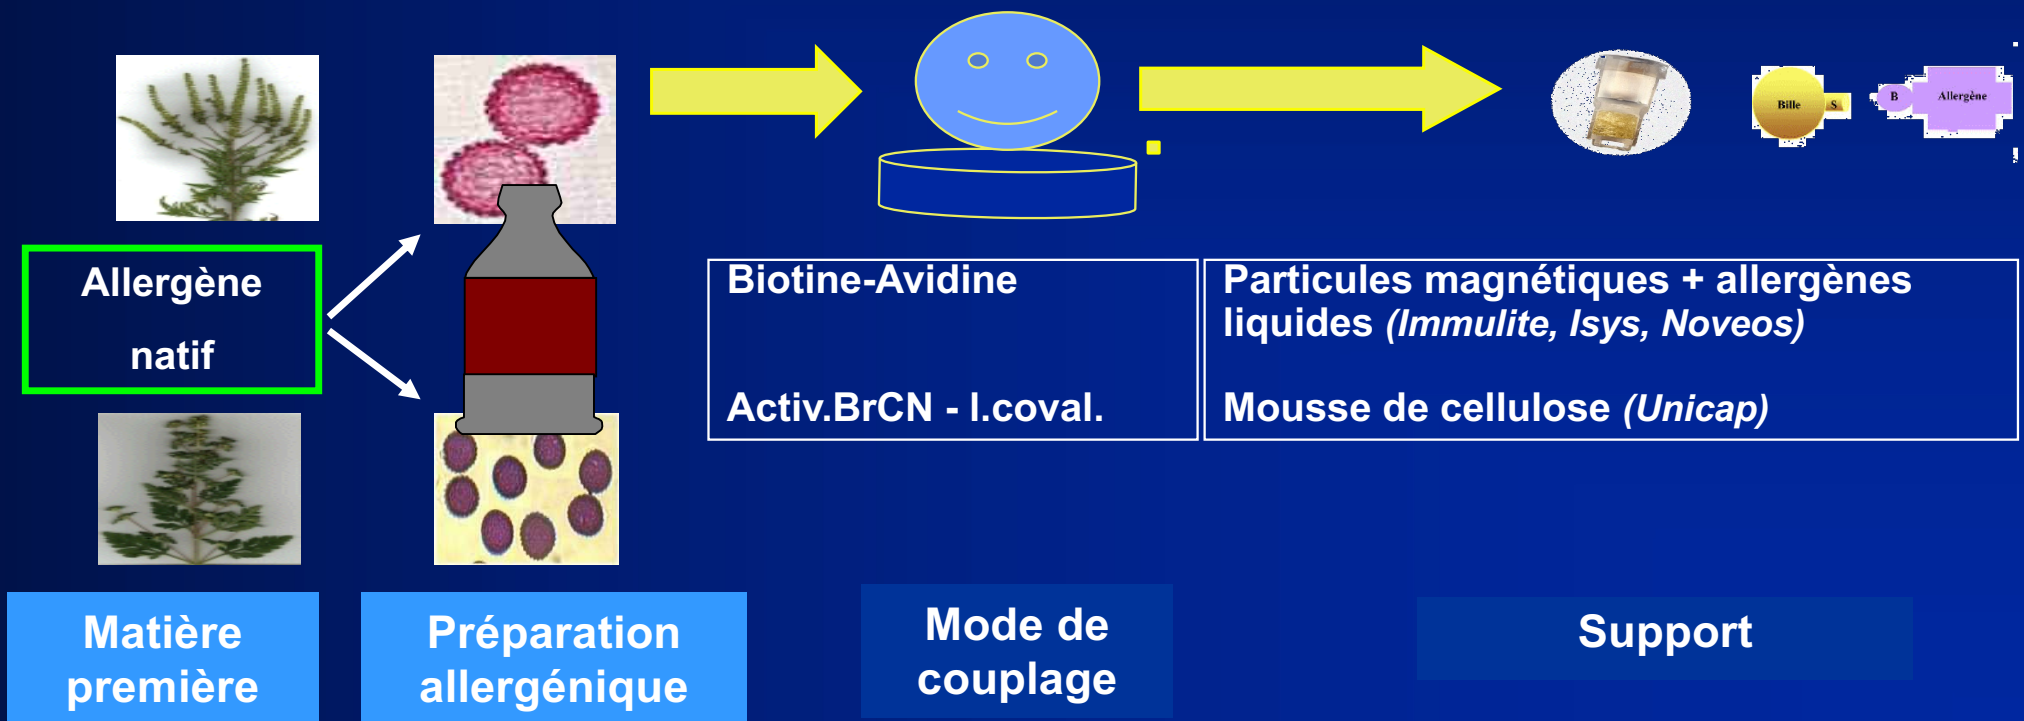 Bille
S
B
Allergène
Allergène
natif
Biotine-Avidine
Activ.BrCN - l.coval.
Particules magnétiques + allergènes
liquides (Immulite, Isys, Noveos)
Mousse de cellulose (Unicap)
Matière
première
Préparation
allergénique
Mode de
couplage
Support